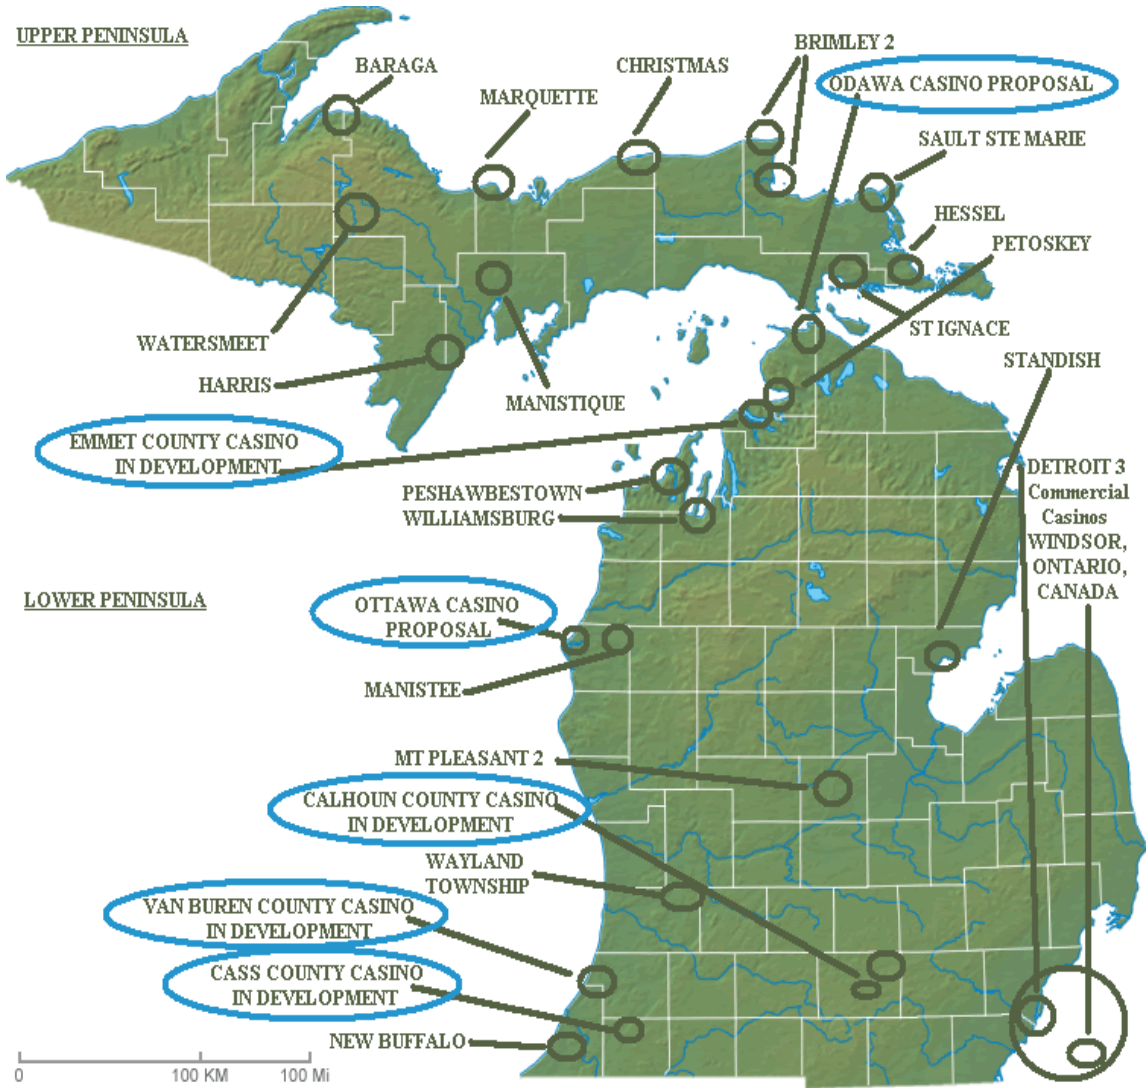 UPPER PENINSULA
BARAGA
MARQUETTE
CHRISTMAS
BRIMLEY 2
ODAWA CASINO PROPOSAL
SAULT STE MARIE
HESSEL
PETOSKEY
ST IGNACE
STANDISH
WATERSMEET
HARRIS
MANISTIQUE
EMMET COUNTY CASINO
IN DEVELOPMENT
PESHAWBESTOWN
WILLIAMSBURG
DETROIT 3
Commercial
Casinos
WINDSOR,
ONTARIO,
CANADA
LOWER PENINSULA
OTTAWA CASINO
PROPOSAL
MANISTEE
MT PLEASANT 2
CALHOUN COUNTY CASINO
IN DEVELOPMENT
WAYLAND
TOWNSHIP
VAN BUREN COUNTY CASINO
IN DEVELOPMENT
CASS COUNTY CASINO
IN DEVELOPMENT
NEW BUFFALO
0 100 KM 100 Mi